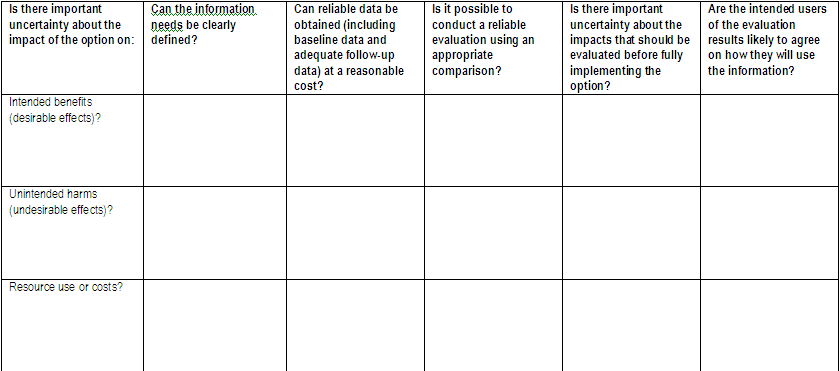 Is there important
uncertainty about the
impact of the option on:
Can the information
needs be clearly
defined?
Can reliable data be
obtained (including
baseline data and
adequate follow-up
data) at a reasonable
cost?
Is it possible to
conduct a reliable
evaluation using an
appropriate
comparison?
Is there important
uncertainty about the
impacts that should be
evaluated before fully
implementing the
option?
Are the intended users
of the evaluation
results likely to agree
on how they will use
the information?
Intended benefits
(desirable effects)?
Unintended harms
(undesirable effects)?
Resource use or costs?